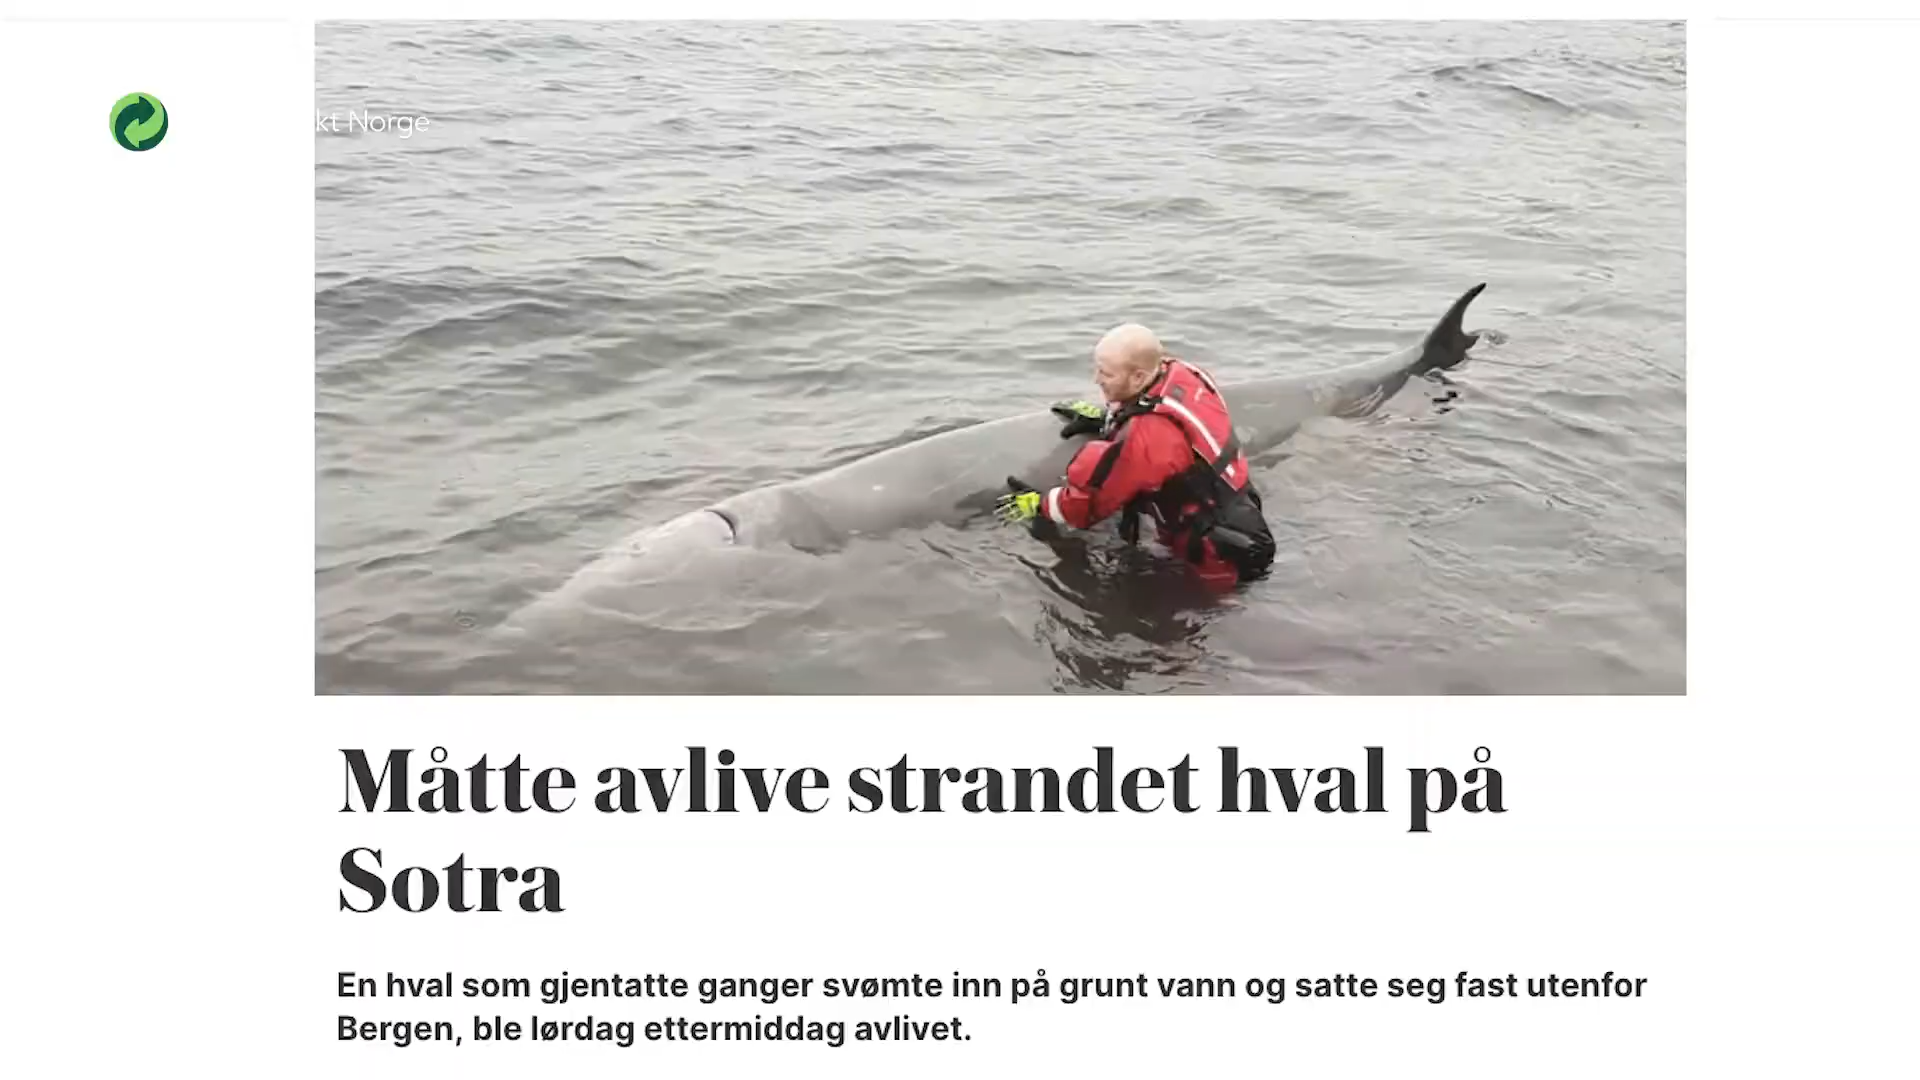 kt Norge
Måtte avlive strandet hval på
Sotra
En hval som gjentatte ganger svømte inn på grunt vann og satte seg fast utenfor
Bergen, ble lørdag ettermiddag avlivet.